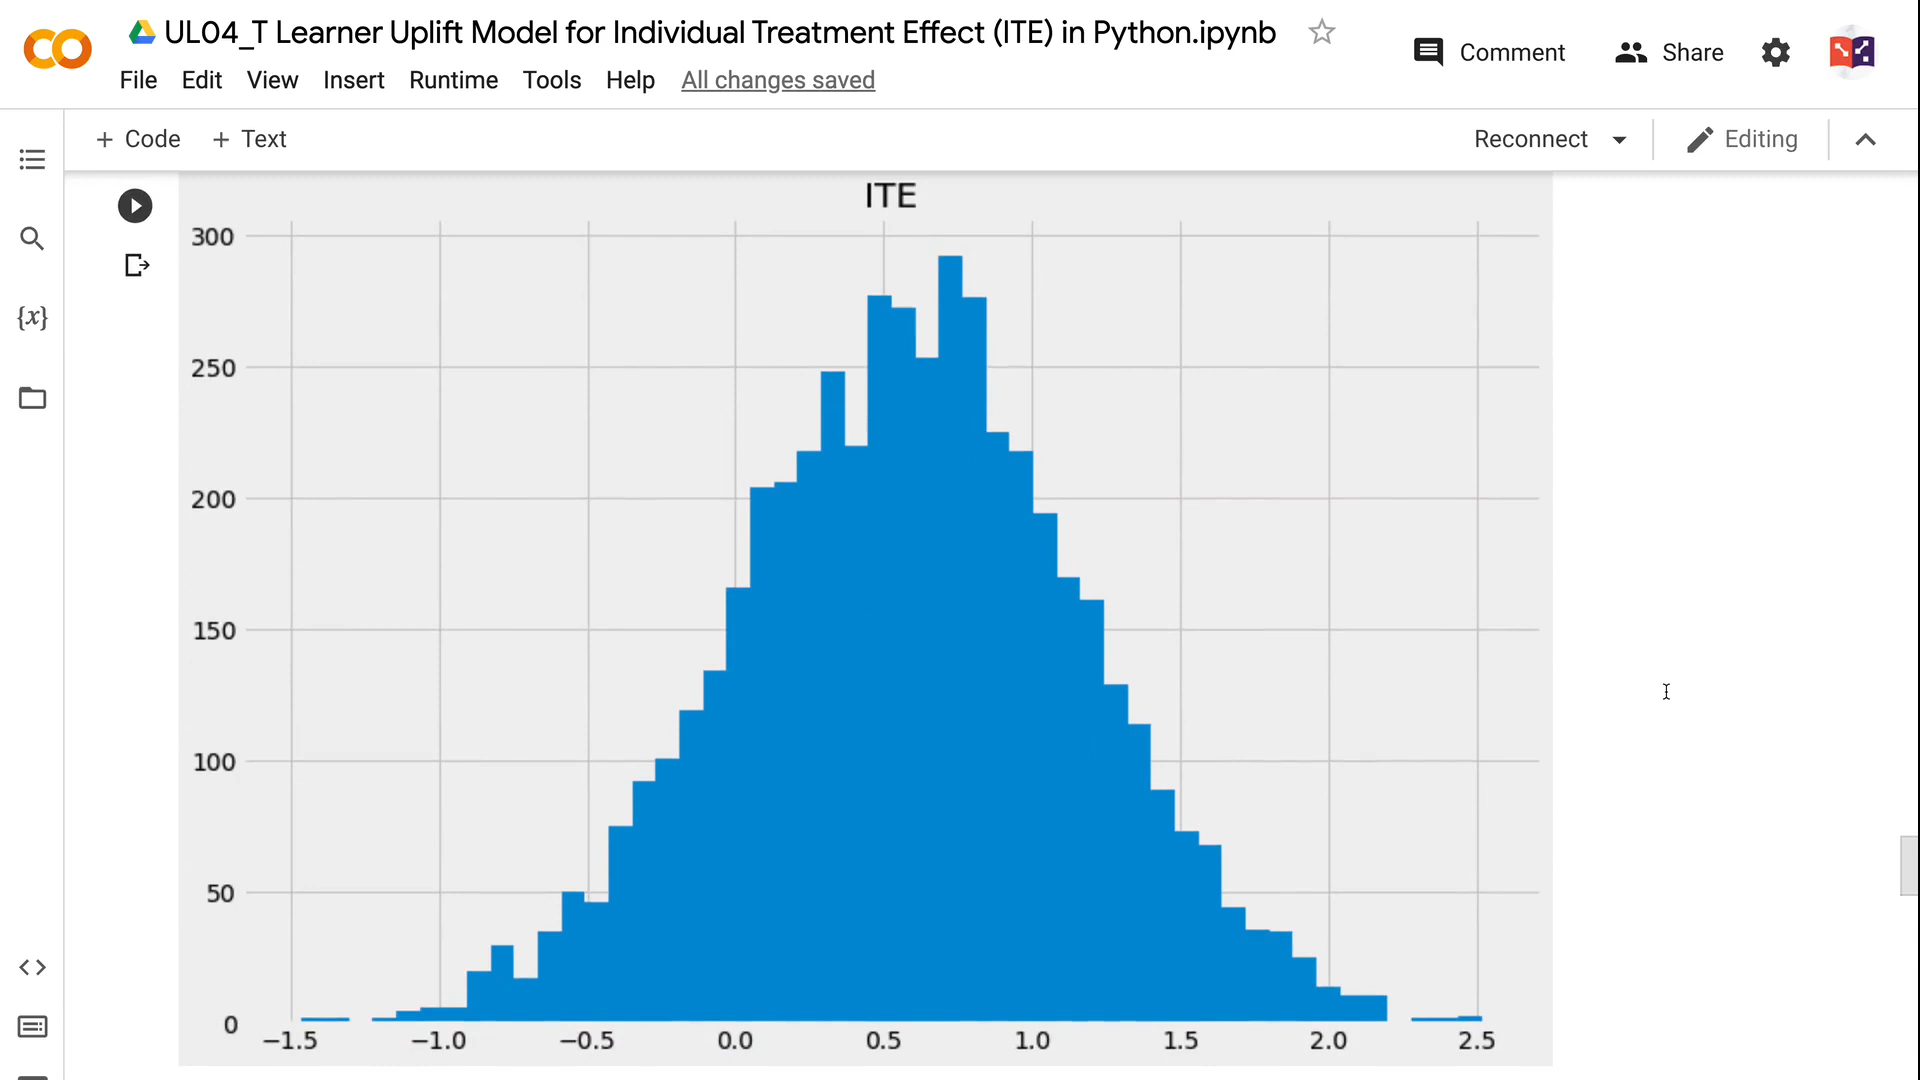 UL04_T Learner Uplift Model for Individual Treatment Effect (ITE) in Python.ipynb
Comment
Share
File Edit View Insert Runtime Tools Help All changes saved
+ Code + Text
Reconnect
Editing
{x}
ITE
300
250
200
150
100
50
0
−1.5 −1.0 −0.5 0.0 0.5 1.0 1.5 2.0 2.5